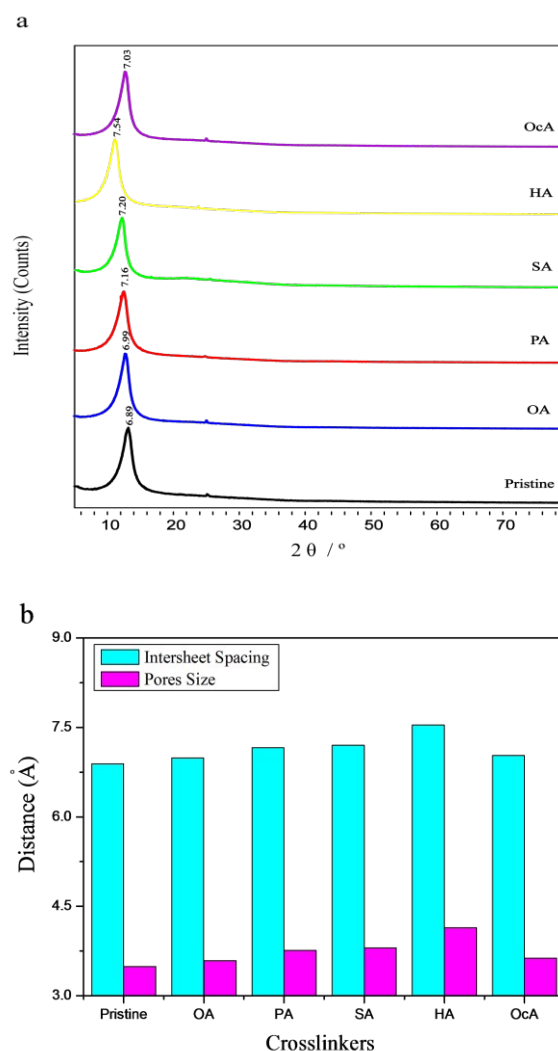 a
7.03
OcA
7.54
HA
7.20
SA
7.16
PA
6.99
OA
6.89
Pristine
Intensity (Counts)
10 20 30 40 50 60 70
2 θ / º
b
9.0
7.5
6.0
4.5
3.0
Intersheet Spacing
Pores Size
Distance (Å)
Pristine OA PA SA HA OcA
Crosslinkers